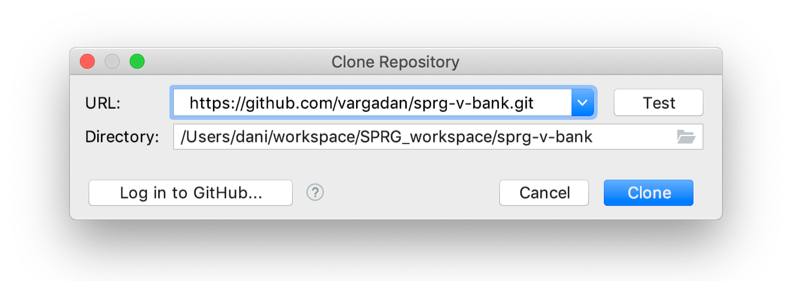 Clone Repository
URL: https://github.com/vargadan/sprg-v-bank.git Test
Directory: /Users/dani/workspace/SPRG_workspace/sprg-v-bank
Log in to GitHub... ? Cancel Clone